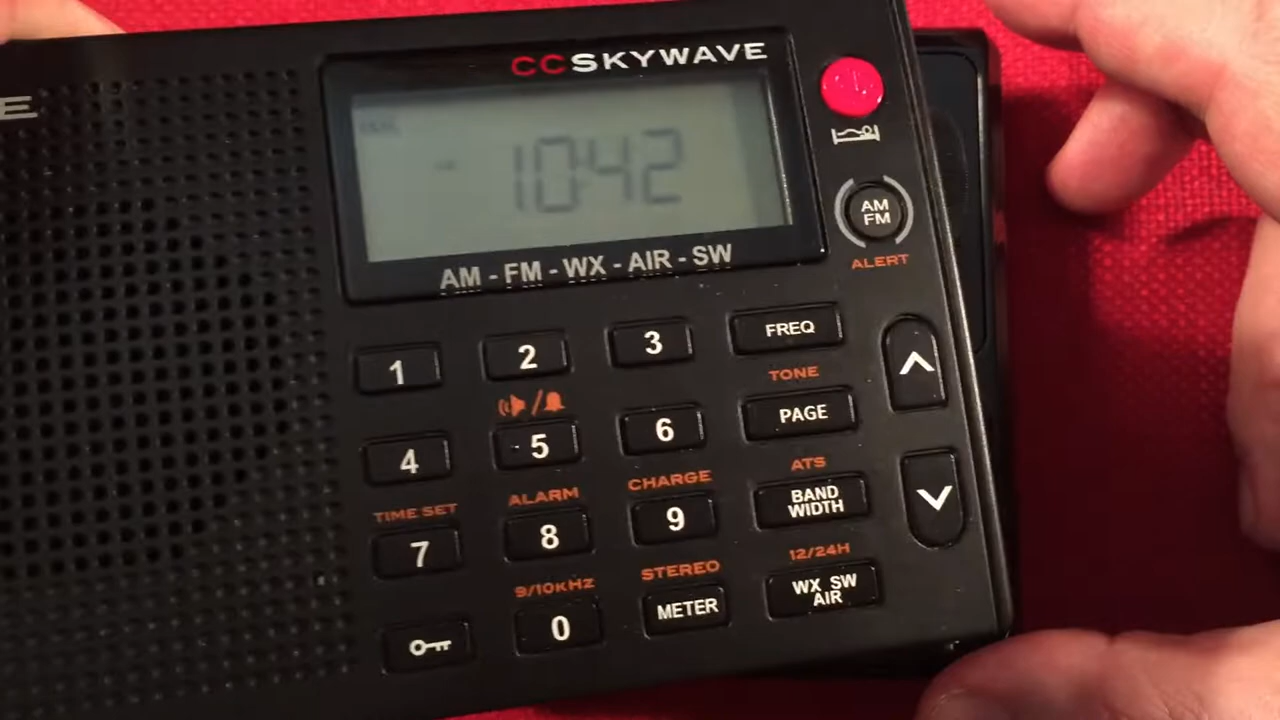 E
CCSKYWAVE
10:42
AM - FM - WX - AIR - SW
AM
FM
ALERT
1
2
3
FREQ
TONE
4
5
6
PAGE
TIME SET
ALARM
CHARGE
ATS
7
8
9
BAND
WIDTH
9/10KHZ
STEREO
12/24H
0
METER
WX SW
AIR